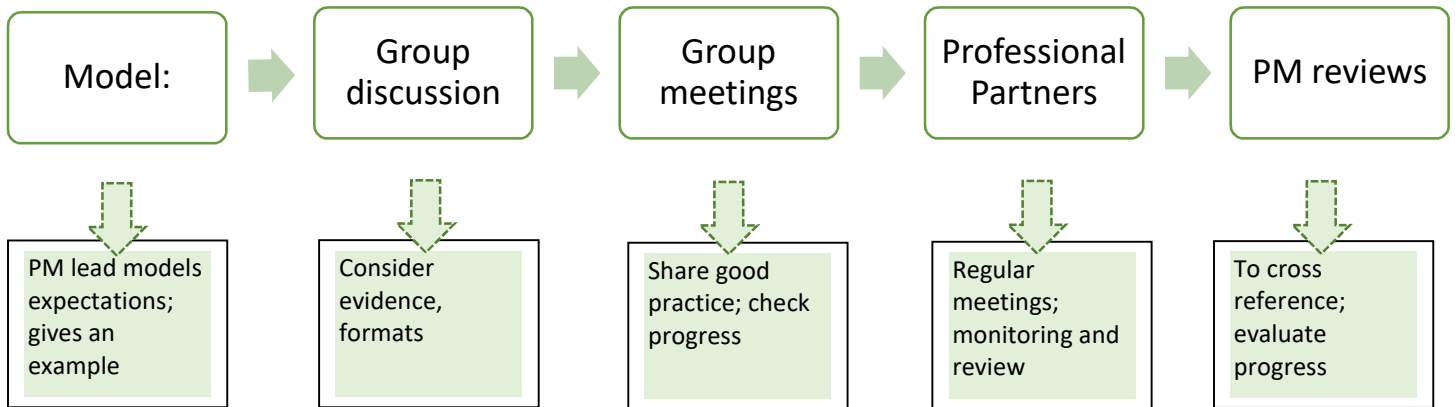 Model:
Group
discussion
Group
meetings
Professional
Partners
PM reviews
PM lead models
expectations;
gives an
example
Consider
evidence,
formats
Share good
practice; check
progress
Regular
meetings;
monitoring and
review
To cross
reference;
evaluate
progress